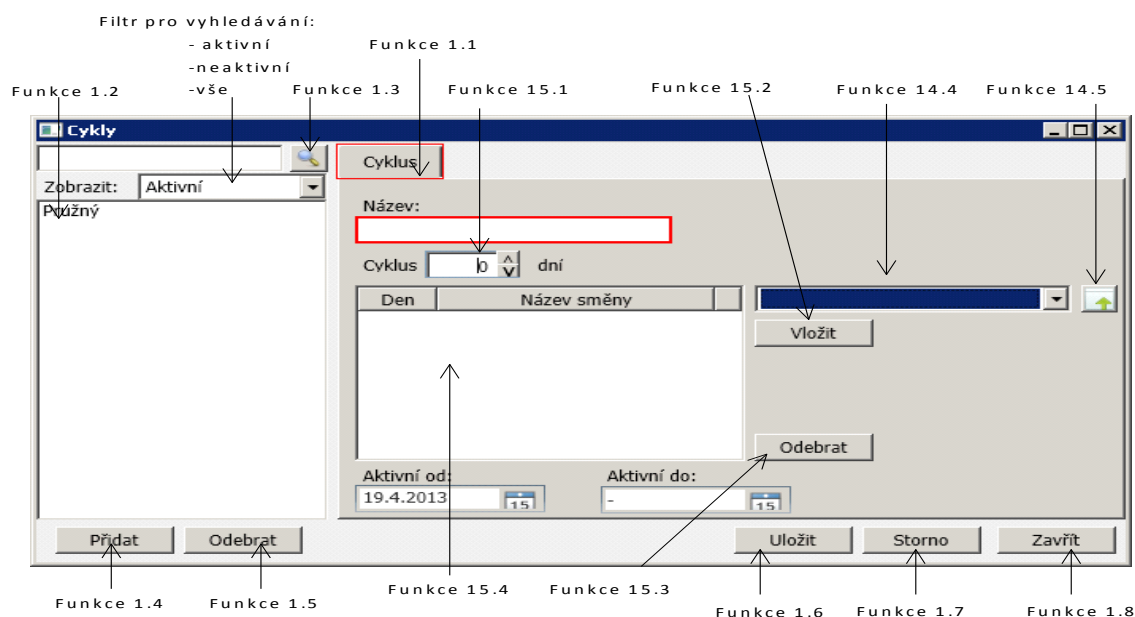 Filtr pro vyhledávání:
- aktivní
-neaktivní
-vše
Funkce 1.1
Funkce 1.2
Funkce 1.3
Funkce 15.1
Funkce 15.2
Funkce 14.4
Funkce 14.5
Cykly
Cyklus
Zobrazit:
Aktivní
Pružný
Název:
Cyklus
0
dní
Den
Název směny
Vložit
Odebrat
Aktivní od:
Aktivní do:
19.4.2013
15
-
15
Přidat
Odebrat
Uložit
Storno
Zavřít
Funkce 1.4
Funkce 1.5
Funkce 15.4
Funkce 15.3
Funkce 1.6
Funkce 1.7
Funkce 1.8